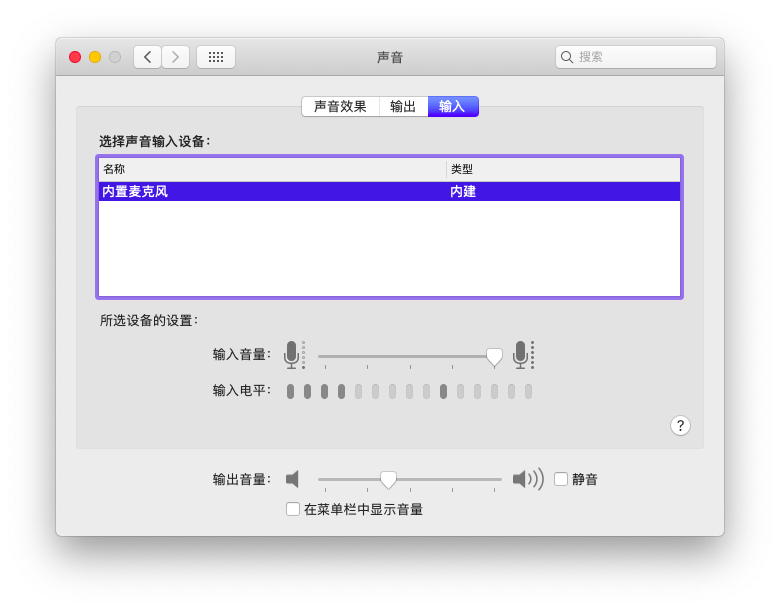 声音
搜索
声音效果 输出 输入
选择声音输入设备：
名称 类型
内置麦克风 内建
所选设备的设置：
输入音量：
输入电平：
?
输出音量： 静音
在菜单栏中显示音量